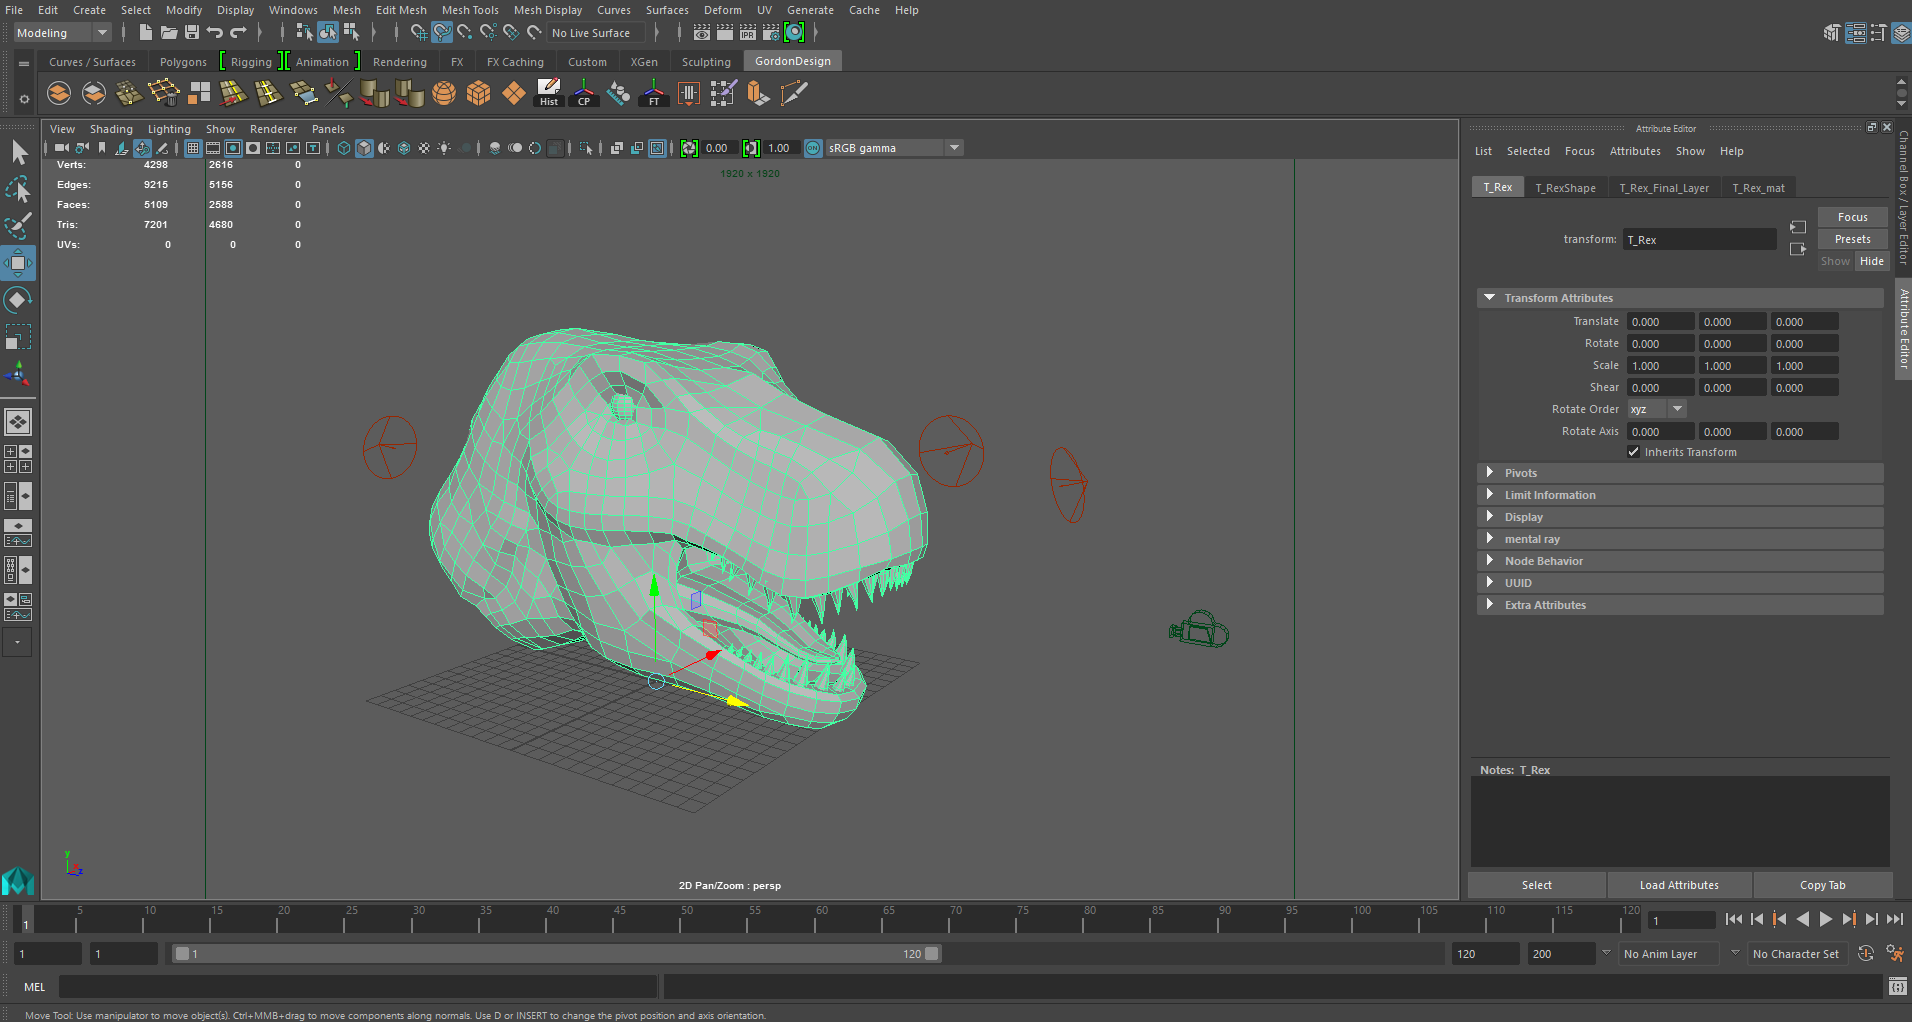 File Edit Create Select Modify Display Windows Mesh Edit Mesh Mesh Tools Mesh Display Curves Surfaces Deform UV Generate Cache Help
Modeling No Live Surface IPR
Curves / Surfaces Polygons Rigging Animation Rendering FX FX Caching Custom XGen Sculpting GordonDesign
Hist CP FT
View Shading Lighting Show Renderer Panels
0.00 1.00 ON sRGB gamma
Verts: 4298 2616 0
Edges: 9215 5156 0
Faces: 5109 2588 0
Tris: 7201 4680 0
UVs: 0 0 0
1920 x 1920
y
x
z
2D Pan/Zoom : persp
Attribute Editor
List Selected Focus Attributes Show Help
T_Rex T_RexShape T_Rex_Final_Layer T_Rex_mat
Focus
transform: T_Rex
Presets
Show Hide
Transform Attributes
Translate 0.000 0.000 0.000
Rotate 0.000 0.000 0.000
Scale 1.000 1.000 1.000
Shear 0.000 0.000 0.000
Rotate Order xyz
Rotate Axis 0.000 0.000 0.000
Inherits Transform
Pivots
Limit Information
Display
mental ray
Node Behavior
UUID
Extra Attributes
Notes: T_Rex
Select Load Attributes Copy Tab
Channel Box / Layer Editor
Attribute Editor
1 5 10 15 20 25 30 35 40 45 50 55 60 65 70 75 80 85 90 95 100 105 110 115 120 1
1 1 1 120 120 200 No Anim Layer No Character Set
MEL
Move Tool: Use manipulator to move object(s). Ctrl+MMB+drag to move components along normals. Use D or INSERT to change the pivot position and axis orientation.